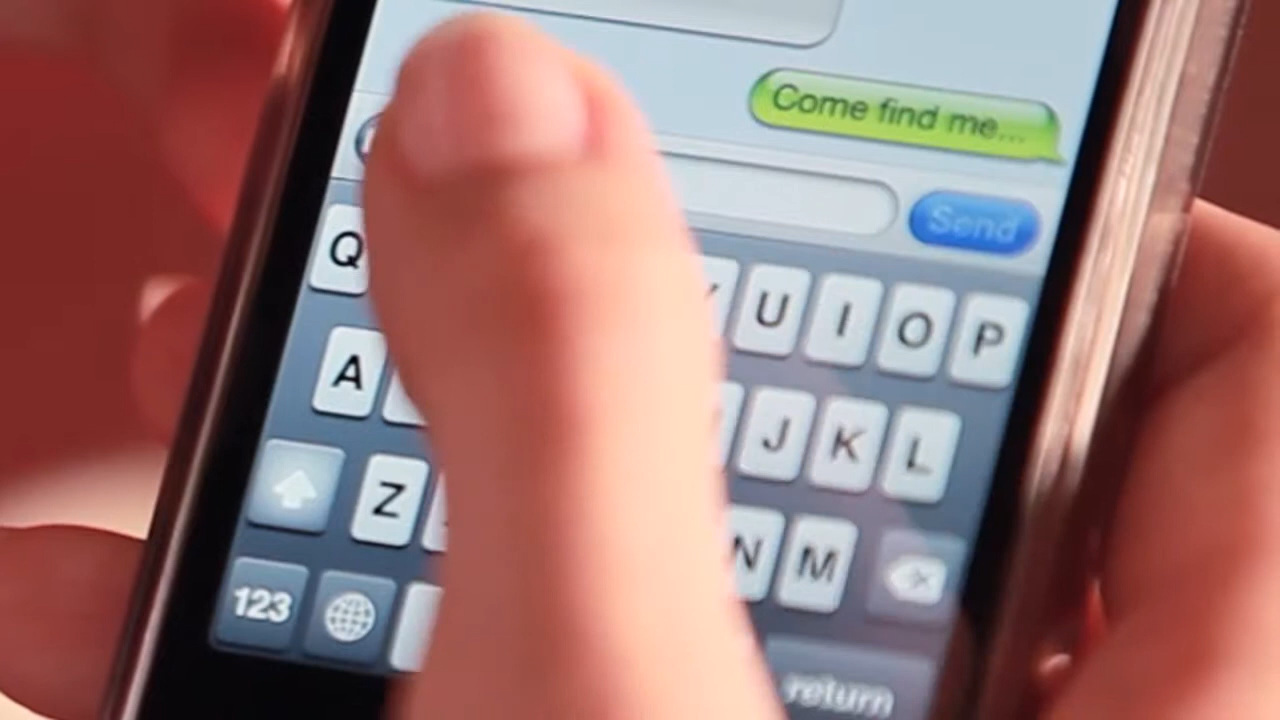 Come find me...
Send
Q U I O P
A J K L
Z N M
123
return